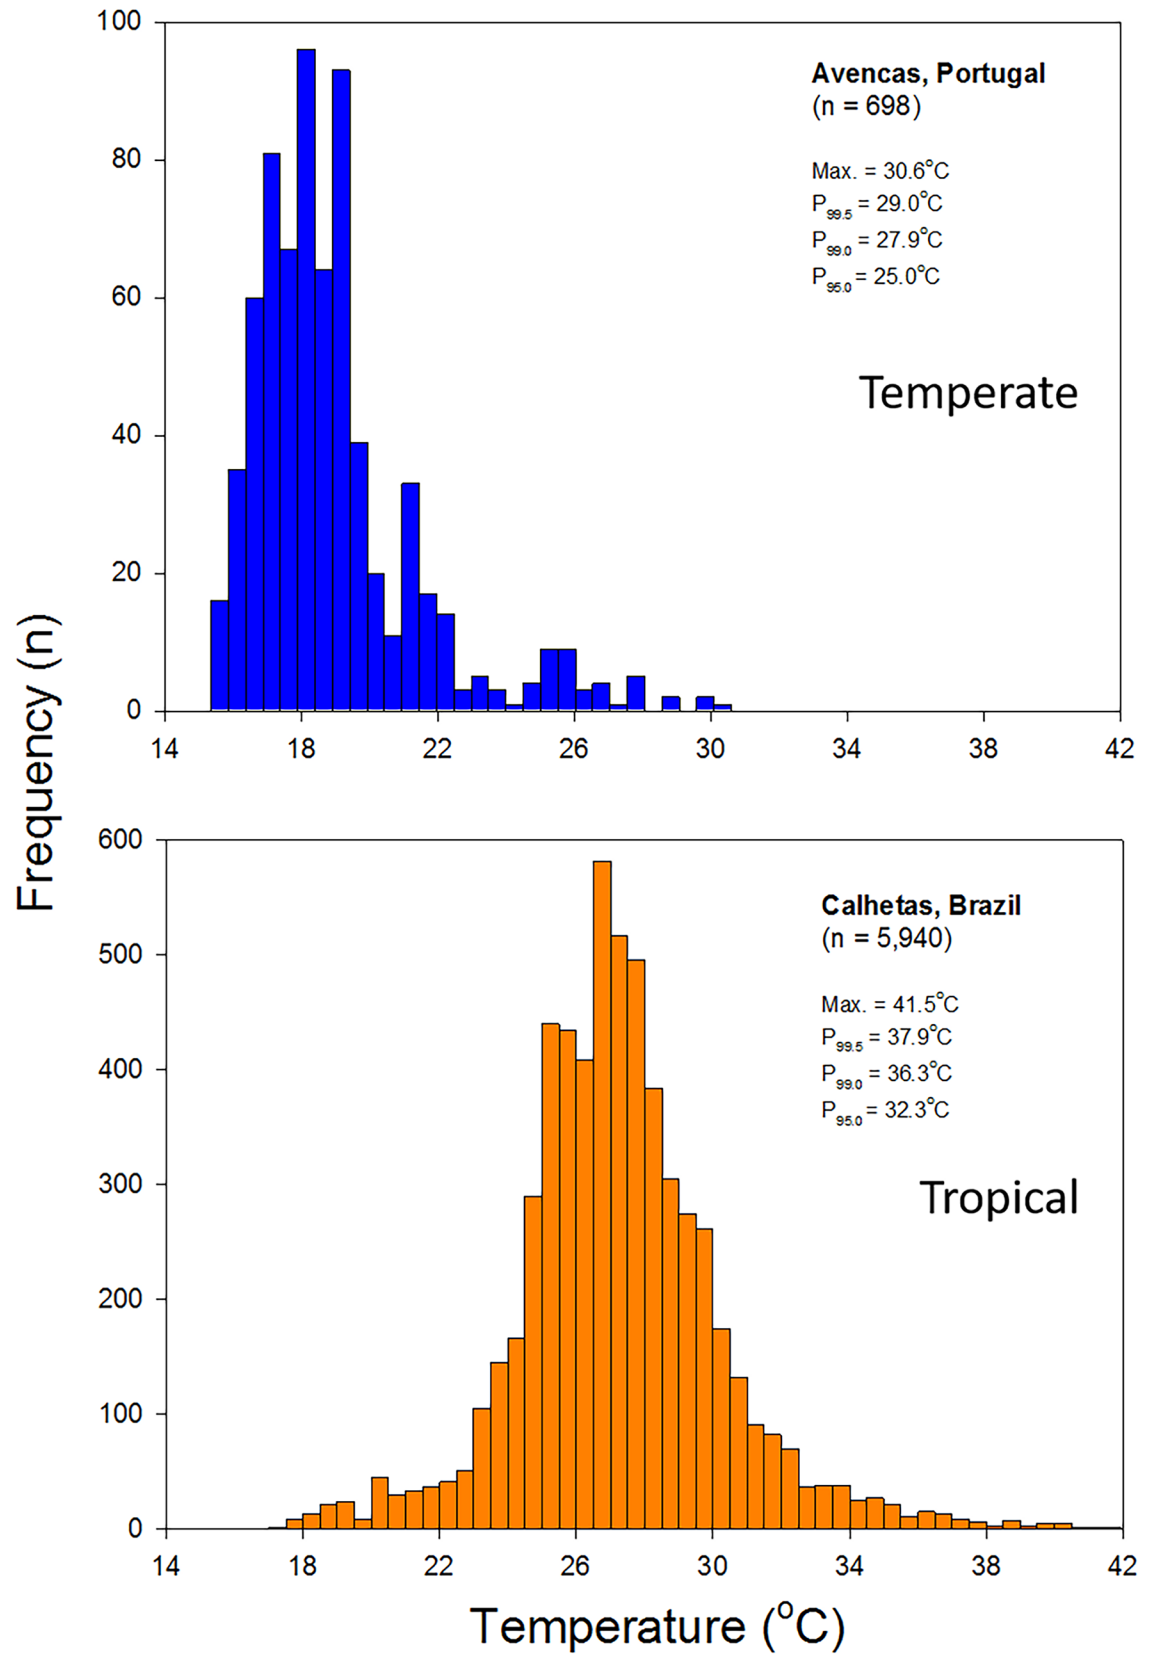 100
80
60
40
20
0
14 18 22 26 30 34 38 42
Avencas, Portugal
(n = 698)
Max. = 30.6°C
P99.5 = 29.0°C
P99.0 = 27.9°C
P95.0 = 25.0°C
Temperate
Frequency (n)
600
500
400
300
200
100
0
14 18 22 26 30 34 38 42
Calhetas, Brazil
(n = 5,940)
Max. = 41.5°C
P99.5 = 37.9°C
P99.0 = 36.3°C
P95.0 = 32.3°C
Tropical
Temperature (°C)